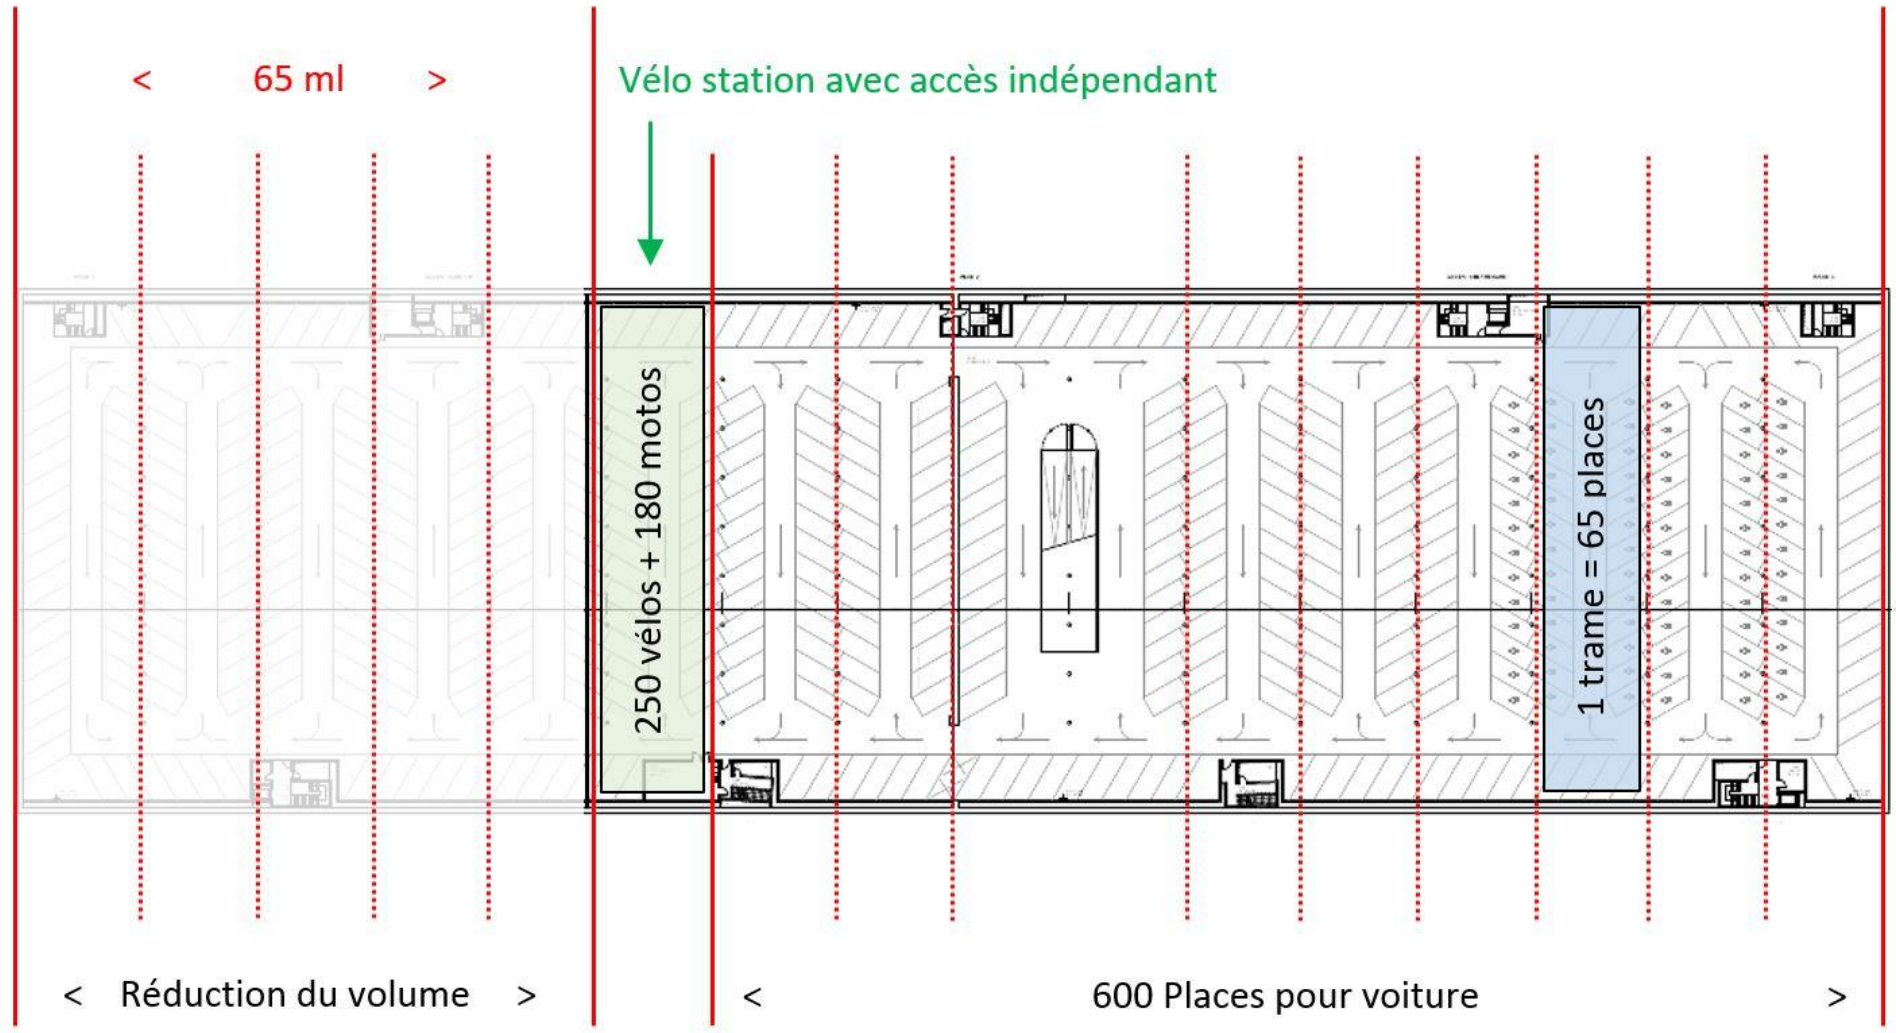 < 65 ml >
Vélo station avec accès indépendant
250 vélos + 180 motos
1 trame = 65 places
< Réduction du volume >
< 600 Places pour voiture >